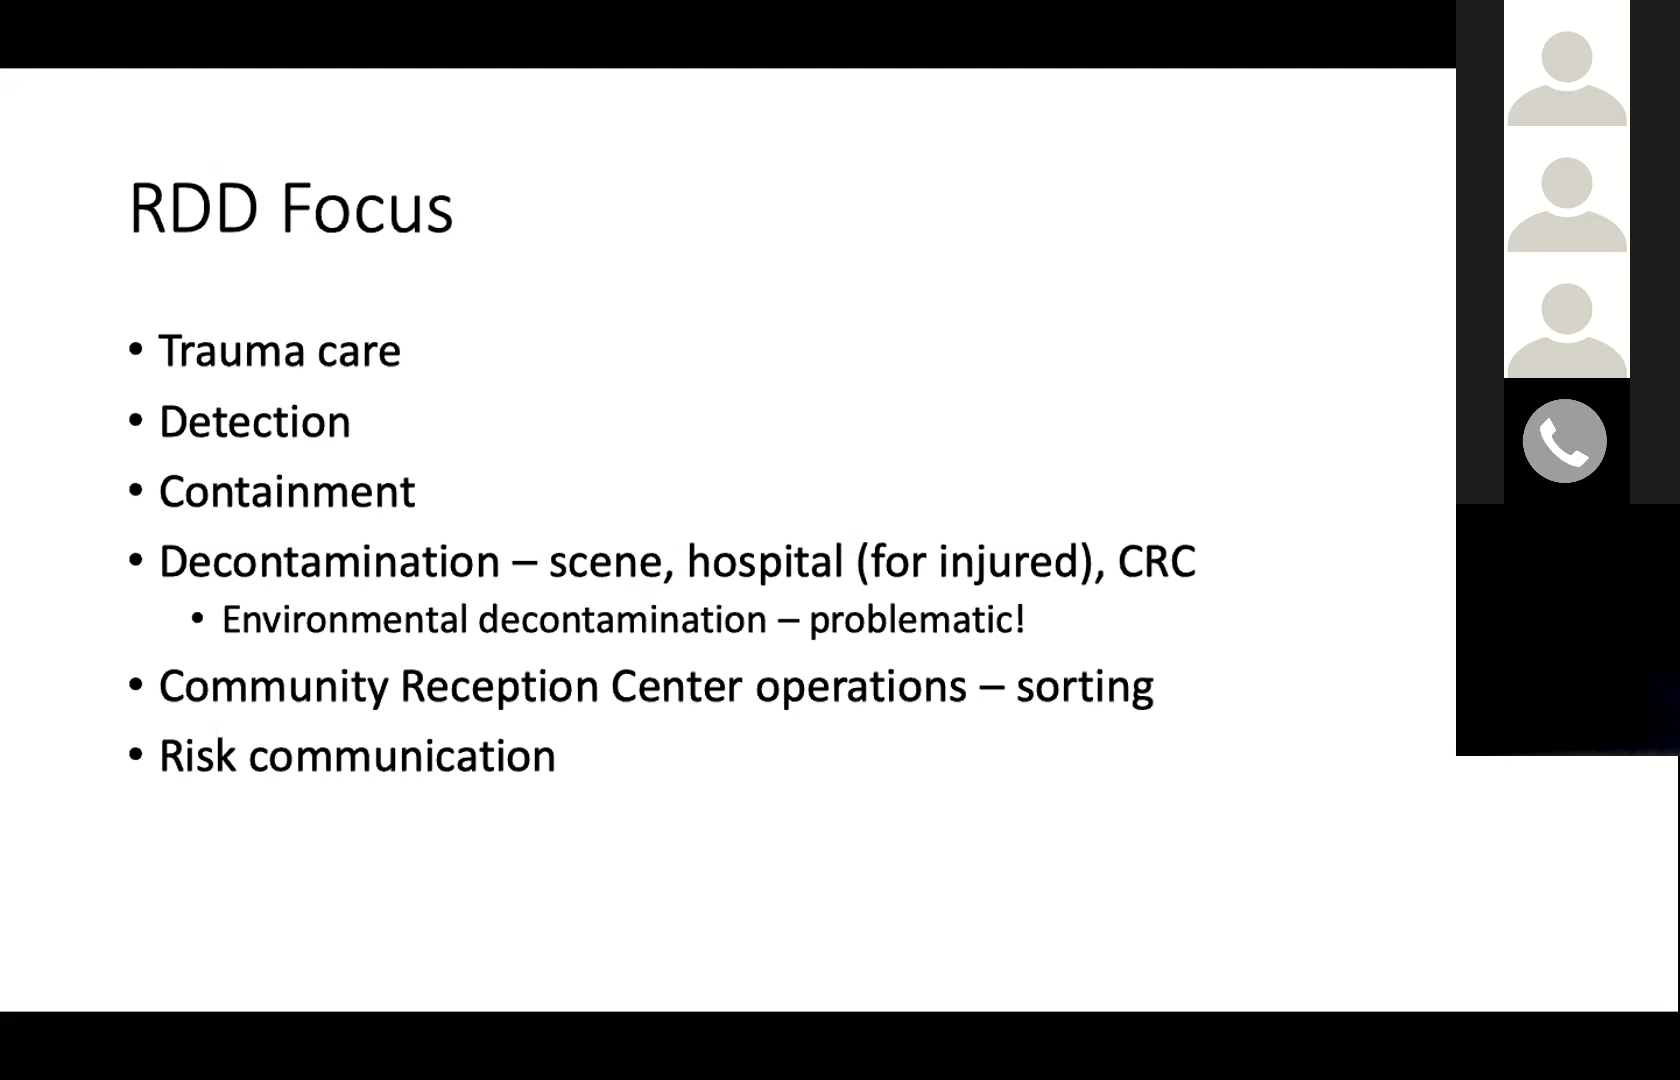 RDD Focus
• Trauma care
• Detection
• Containment
• Decontamination – scene, hospital (for injured), CRC
• Environmental decontamination – problematic!
• Community Reception Center operations – sorting
• Risk communication